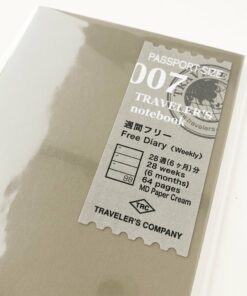 PASSPORT SIZE
007
TRAVELER'S
notebook
週間フリー
Free Diary 〈Weekly〉
28週(6ヶ月)分
28 weeks
(6 months)
64 pages
MD Paper Cream
TRC
TRAVELER'S COMPANY